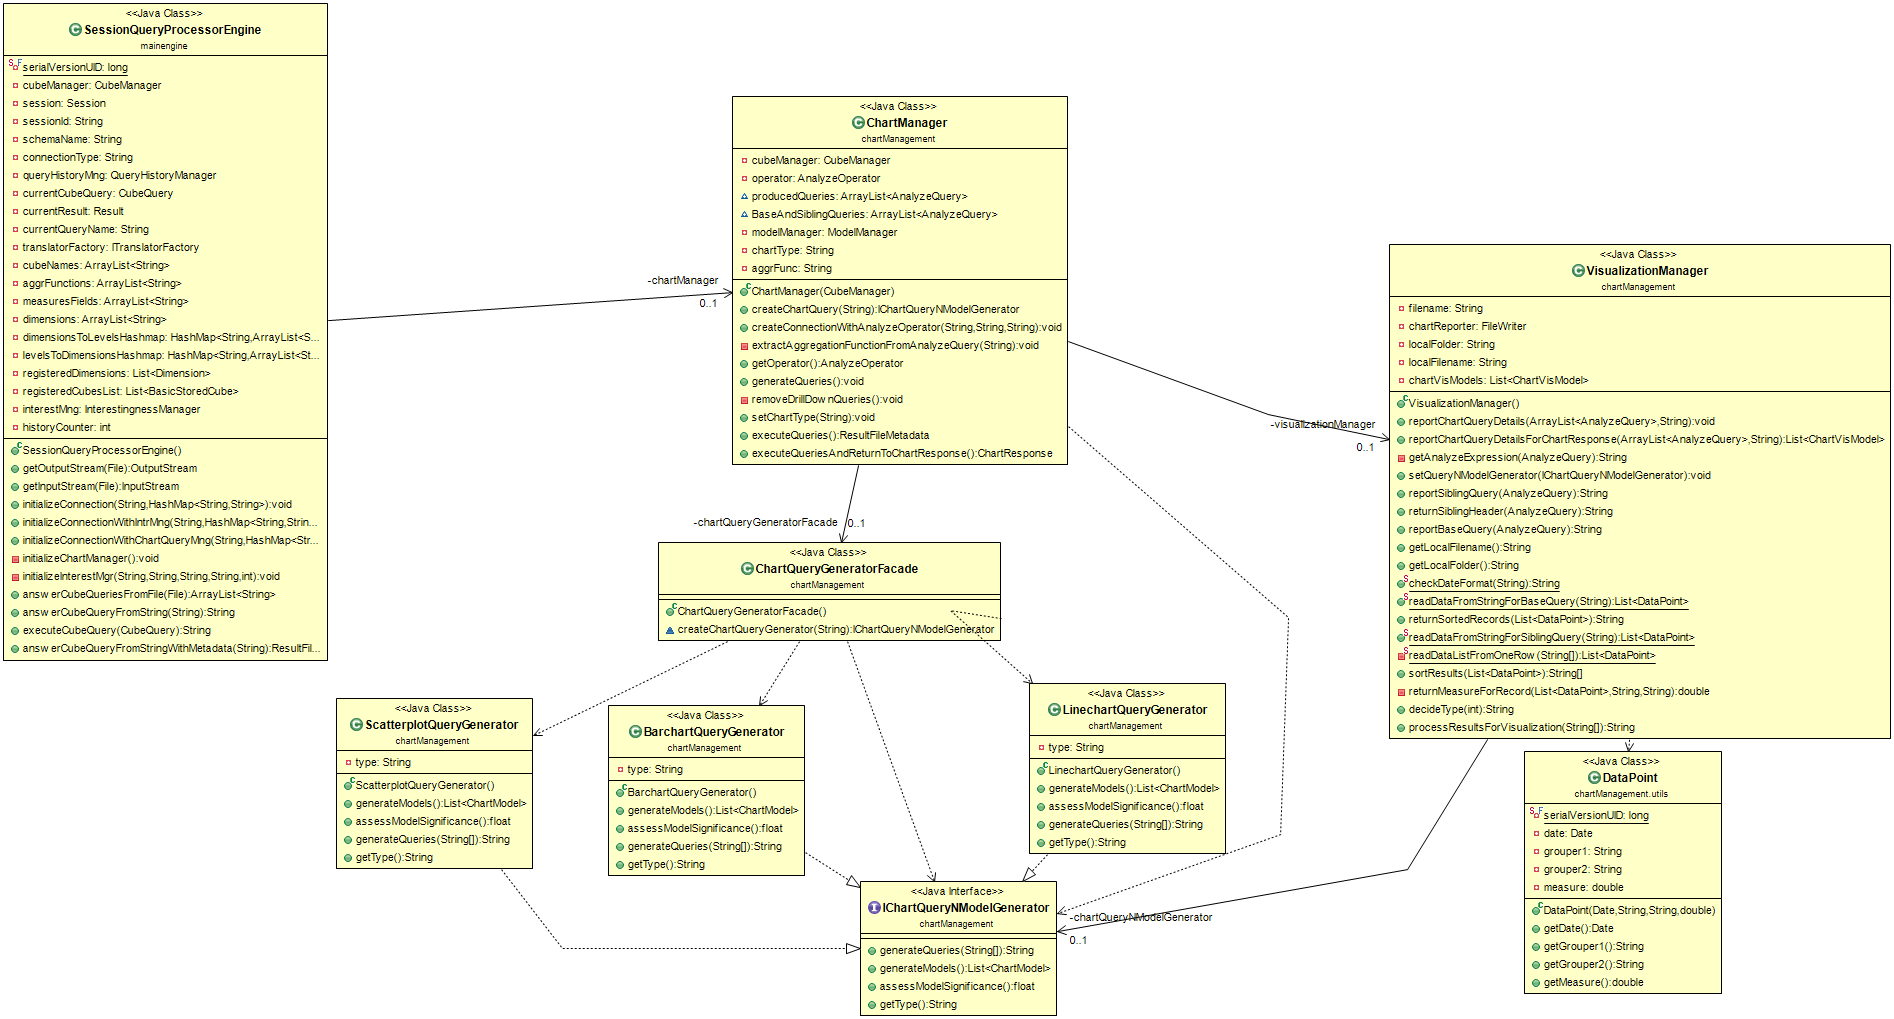 <<Java Class>>
SessionQueryProcessorEngine
mainengine
serialVersionUID: long
cubeManager: CubeManager
session: Session
sessionId: String
schemaName: String
connectionType: String
queryHistoryMng: QueryHistoryManager
currentCubeQuery: CubeQuery
currentResult: Result
currentQueryName: String
translatorFactory: ITranslatorFactory
cubeNames: ArrayList<String>
aggrFunctions: ArrayList<String>
measuresFields: ArrayList<String>
dimensions: ArrayList<String>
dimensionsToLevelsHashmap: HashMap<String,ArrayList<S...
levelsToDimensionsHashmap: HashMap<String,ArrayList<St...
registeredDimensions: List<Dimension>
registeredCubesList: List<BasicStoredCube>
interestMng: InterestingnessManager
historyCounter: int
SessionQueryProcessorEngine()
getOutputStream(File):OutputStream
getInputStream(File):InputStream
initializeConnection(String,HashMap<String,String>):void
initializeConnectionWithIntrMng(String,HashMap<String,Strin...
initializeConnectionWithChartQueryMng(String,HashMap<Str...
initializeChartManager():void
initializeInterestMgr(String,String,String,String,int):void
answerCubeQueriesFromFile(File):ArrayList<String>
answerCubeQueryFromString(String):String
executeCubeQuery(CubeQuery):String
answerCubeQueryFromStringWithMetadata(String):ResultFil...
-chartManager
0..1
<<Java Class>>
ChartManager
chartManagement
cubeManager: CubeManager
operator: AnalyzeOperator
producedQueries: ArrayList<AnalyzeQuery>
BaseAndSiblingQueries: ArrayList<AnalyzeQuery>
modelManager: ModelManager
chartType: String
aggrFunc: String
ChartManager(CubeManager)
createChartQuery(String):IChartQueryNModelGenerator
createConnectionWithAnalyzeOperator(String,String,String):void
extractAggregationFunctionFromAnalyzeQuery(String):void
getOperator():AnalyzeOperator
generateQueries():void
removeDrillDownQueries():void
setChartType(String):void
executeQueries():ResultFileMetadata
executeQueriesAndReturnToChartResponse():ChartResponse
-visualizationManager
0..1
<<Java Class>>
VisualizationManager
chartManagement
filename: String
chartReporter: FileWriter
localFolder: String
localFilename: String
chartVisModels: List<ChartVisModel>
VisualizationManager()
reportChartQueryDetails(ArrayList<AnalyzeQuery>,String):void
reportChartQueryDetailsForChartResponse(ArrayList<AnalyzeQuery>,String):List<ChartVisModel>
getAnalyzeExpression(AnalyzeQuery):String
setQueryNModelGenerator(IChartQueryNModelGenerator):void
reportSiblingQuery(AnalyzeQuery):String
returnSiblingHeader(AnalyzeQuery):String
reportBaseQuery(AnalyzeQuery):String
getLocalFilename():String
getLocalFolder():String
checkDateFormat(String):String
readDataFromStringForBaseQuery(String):List<DataPoint>
returnSortedRecords(List<DataPoint>):String
readDataFromStringForSiblingQuery(String):List<DataPoint>
readDataListFromOneRow(String[]):List<DataPoint>
sortResults(List<DataPoint>):String[]
returnMeasureForRecord(List<DataPoint>,String,String):double
decideType(int):String
processResultsForVisualization(String[]):String
-chartQueryGeneratorFacade
0..1
<<Java Class>>
ChartQueryGeneratorFacade
chartManagement
ChartQueryGeneratorFacade()
createChartQueryGenerator(String):IChartQueryNModelGenerator
<<Java Class>>
ScatterplotQueryGenerator
chartManagement
type: String
ScatterplotQueryGenerator()
generateModels():List<ChartModel>
assessModelSignificance():float
generateQueries(String[]):String
getType():String
<<Java Class>>
BarchartQueryGenerator
chartManagement
type: String
BarchartQueryGenerator()
generateModels():List<ChartModel>
assessModelSignificance():float
generateQueries(String[]):String
getType():String
<<Java Class>>
LinechartQueryGenerator
chartManagement
type: String
LinechartQueryGenerator()
generateModels():List<ChartModel>
assessModelSignificance():float
generateQueries(String[]):String
getType():String
<<Java Class>>
DataPoint
chartManagement.utils
serialVersionUID: long
date: Date
grouper1: String
grouper2: String
measure: double
DataPoint(Date,String,String,double)
getDate():Date
getGrouper1():String
getGrouper2():String
getMeasure():double
<<Java Interface>>
IChartQueryNModelGenerator
chartManagement
generateQueries(String[]):String
generateModels():List<ChartModel>
assessModelSignificance():float
getType():String
-chartQueryNModelGenerator
0..1